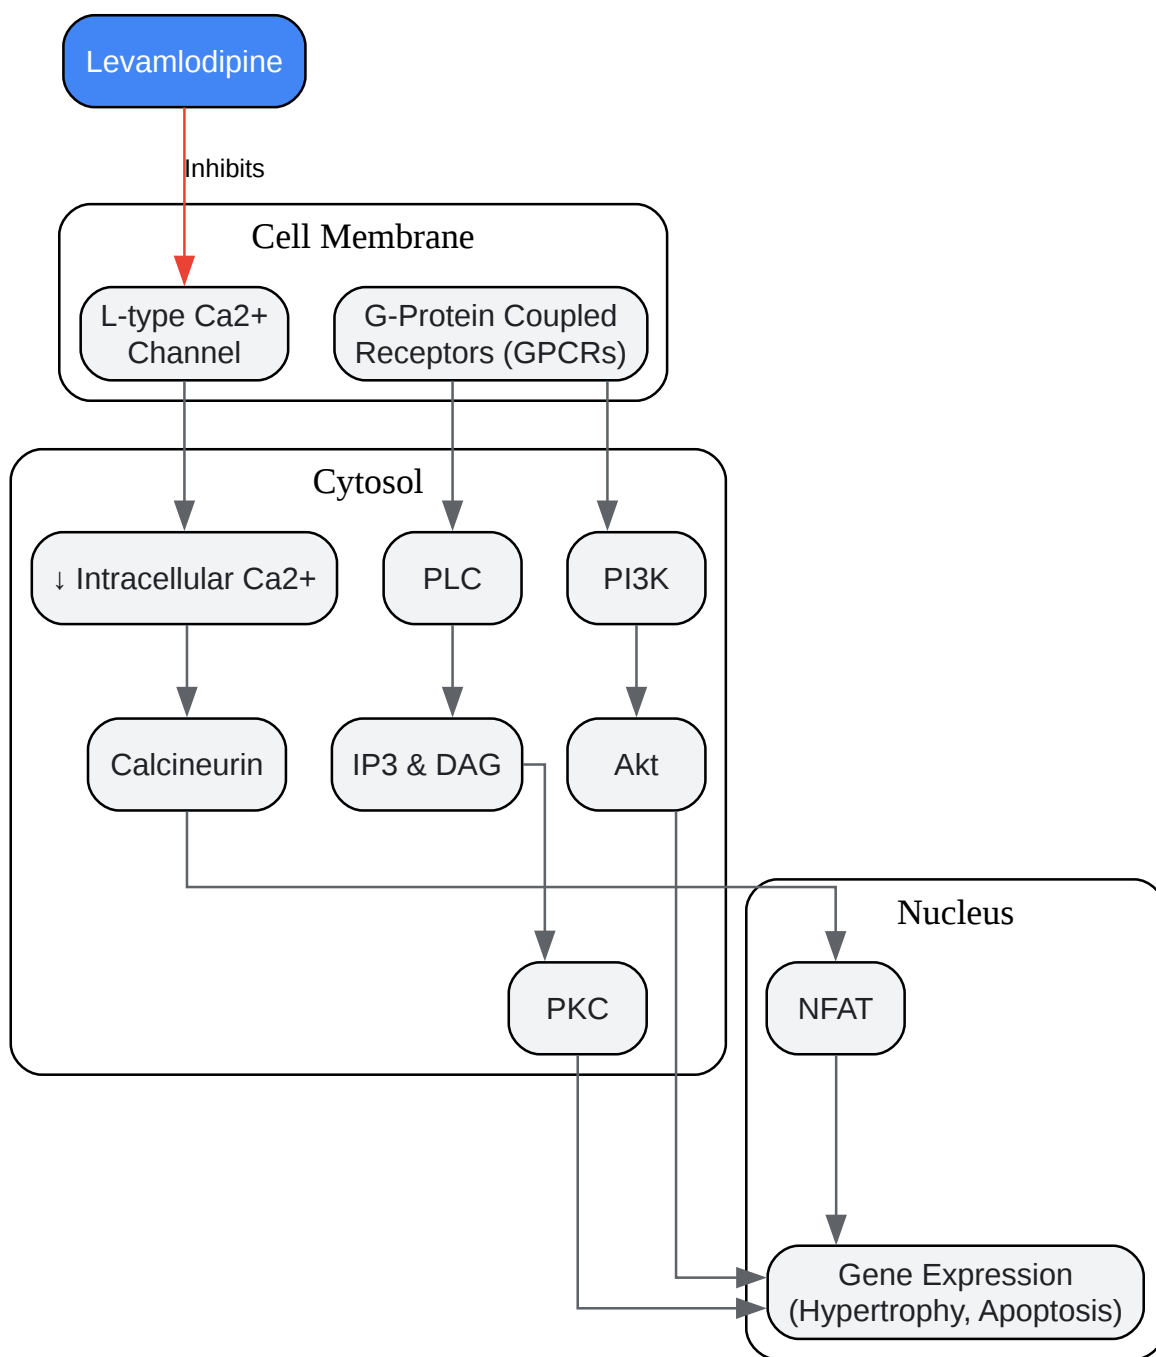 Levamlodipine
Inhibits
Cell Membrane
L-type Ca2+
Channel
G-Protein Coupled
Receptors (GPCRs)
Cytosol
↓ Intracellular Ca2+
PLC
PI3K
Calcineurin
IP3 & DAG
Akt
Nucleus
PKC
NFAT
Gene Expression
(Hypertrophy, Apoptosis)